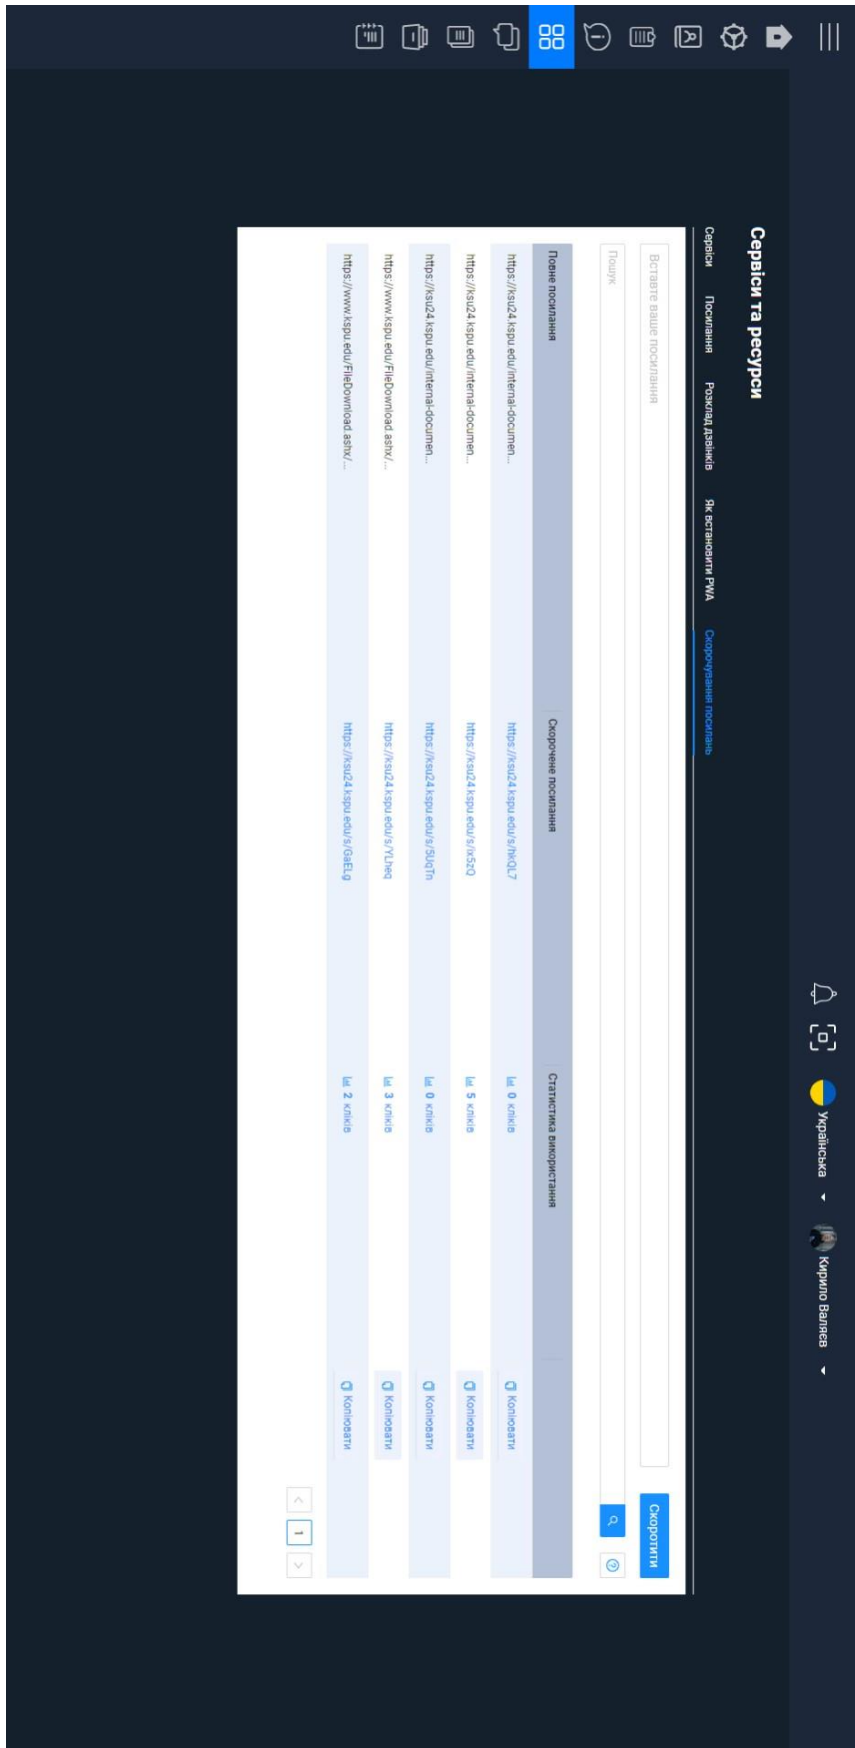 Українська
Кирило Валяєв
Сервіси та ресурси
Сервіси Посилання Розклад дзвінків Як встановити PWA Скорочування посилань
Вставте ваше посилання Скоротити
Пошук
Повне посилання Скорочене посилання Статистика використання
https://ksu24.kspu.edu/internal-documen... https://ksu24.kspu.edu/s/hkQL7 0 кліків Копіювати
https://ksu24.kspu.edu/internal-documen... https://ksu24.kspu.edu/s/ix5zQ 5 кліків Копіювати
https://ksu24.kspu.edu/internal-documen... https://ksu24.kspu.edu/s/5UqTn 0 кліків Копіювати
https://www.kspu.edu/FileDownload.ashx/... https://ksu24.kspu.edu/s/YLheq 3 кліків Копіювати
https://www.kspu.edu/FileDownload.ashx/... https://ksu24.kspu.edu/s/GaELg 2 кліків Копіювати
< 1 >